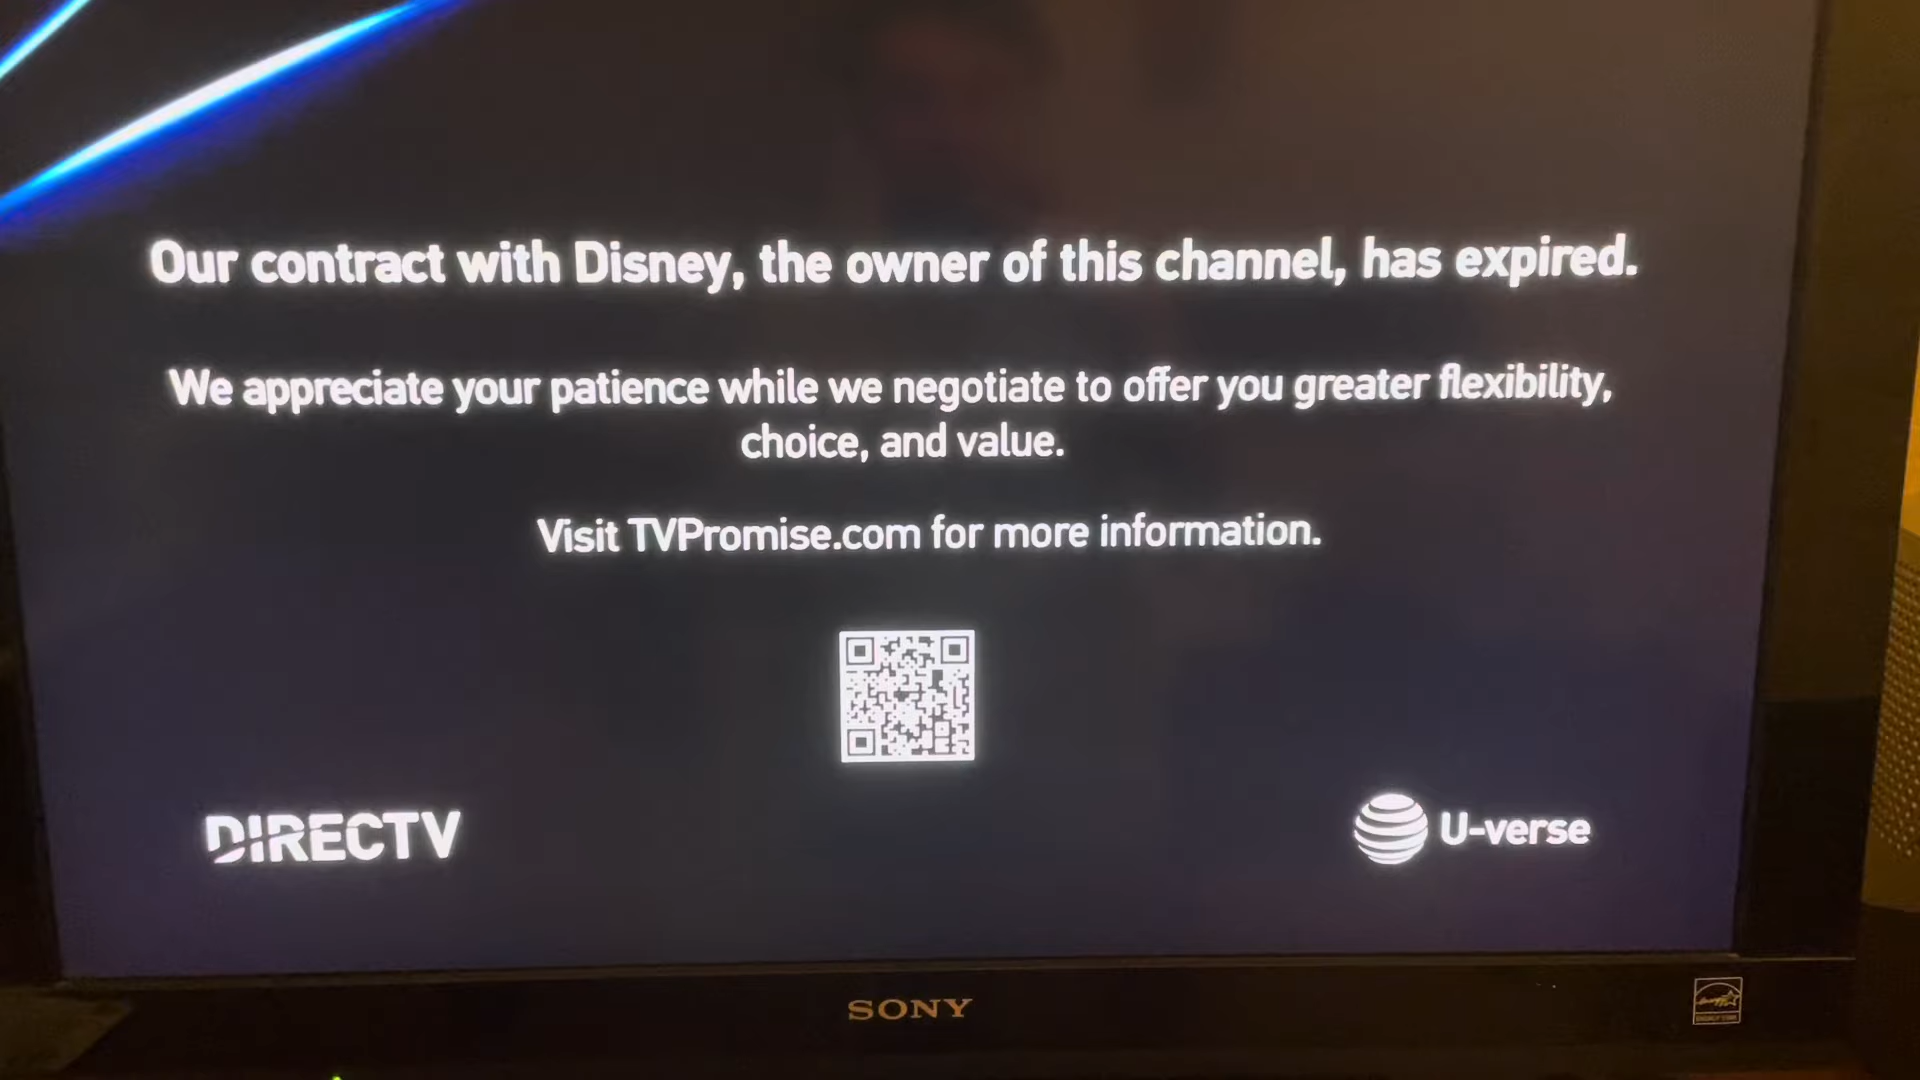 Our contract with Disney, the owner of this channel, has expired.
We appreciate your patience while we negotiate to offer you greater flexibility,
choice, and value.
Visit TVPromise.com for more information.
DIRECTV
U-verse
SONY